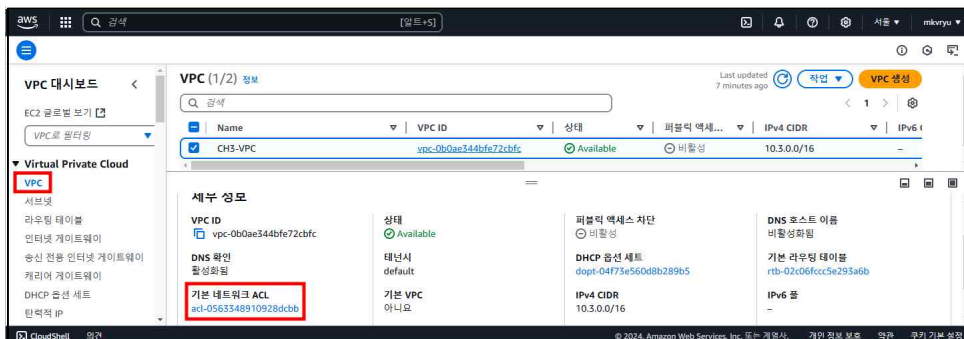 aws
검색
[알트+S]
서울 ▼
mkvryu ▼
VPC 대시보드
EC2 글로벌 보기
VPC로 필터링
▼ Virtual Private Cloud
VPC
서브넷
라우팅 테이블
인터넷 게이트웨이
송신 전용 인터넷 게이트웨이
캐리어 게이트웨이
DHCP 옵션 세트
탄력적 IP
VPC (1/2) 정보
Last updated
7 minutes ago
작업 ▼
VPC 생성
검색
< 1 >
Name
VPC ID
상태
퍼블릭 액세...
IPv4 CIDR
IPv6
CH3-VPC
vpc-0b0ae344bfe72cbfc
Available
비활성
10.3.0.0/16
–
세부 정보
VPC ID
vpc-0b0ae344bfe72cbfc
상태
Available
퍼블릭 액세스 차단
비활성
DNS 호스트 이름
비활성화됨
DNS 확인
활성화됨
테넌시
default
DHCP 옵션 세트
dopt-04f73e560d8b289b5
기본 라우팅 테이블
rtb-02c06fccc5e293a6b
기본 네트워크 ACL
acl-0563348910928dcbb
기본 VPC
아니요
IPv4 CIDR
10.3.0.0/16
IPv6 풀
–
CloudShell 의견
© 2024, Amazon Web Services, Inc. 또는 계열사.
개인 정보 보호 약관 쿠키 기본 설정